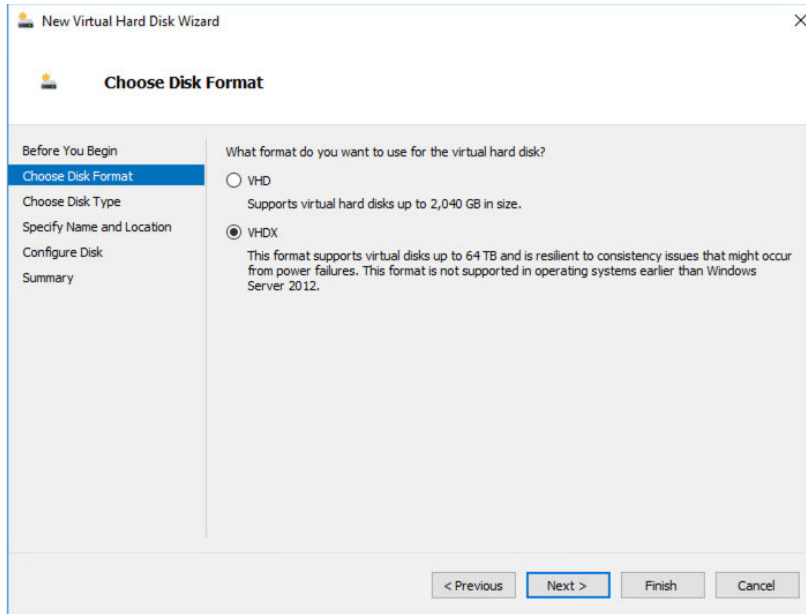 New Virtual Hard Disk Wizard
Choose Disk Format
Before You Begin
Choose Disk Format
Choose Disk Type
Specify Name and Location
Configure Disk
Summary
What format do you want to use for the virtual hard disk?
VHD
Supports virtual hard disks up to 2,040 GB in size.
VHDX
This format supports virtual disks up to 64 TB and is resilient to consistency issues that might occur
from power failures. This format is not supported in operating systems earlier than Windows
Server 2012.
< Previous
Next >
Finish
Cancel